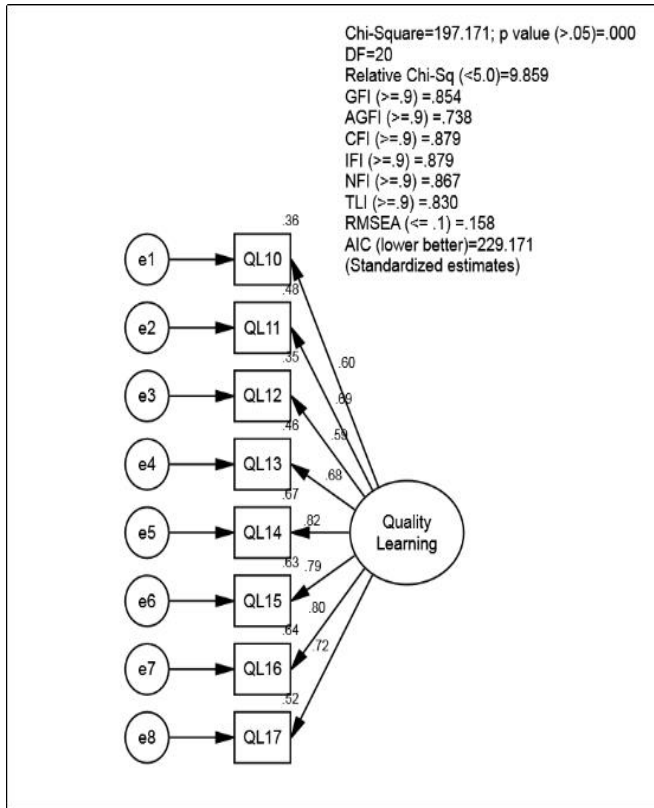 Chi-Square=197.171; p value (>.05)=.000
DF=20
Relative Chi-Sq (<5.0)=9.859
GFI (>=.9) =.854
AGFI (>=.9) =.738
CFI (>=.9) =.879
IFI (>=.9) =.879
NFI (>=.9) =.867
TLI (>=.9) =.830
RMSEA (<= .1) =.158
AIC (lower better)=229.171
(Standardized estimates)
.36
e1
QL10
.48
e2
QL11
.35
.60
e3
QL12
.69
.46
.59
e4
QL13
.68
.67
e5
QL14
.82
Quality
Learning
.63
.79
e6
QL15
.80
.64
.72
e7
QL16
.52
e8
QL17